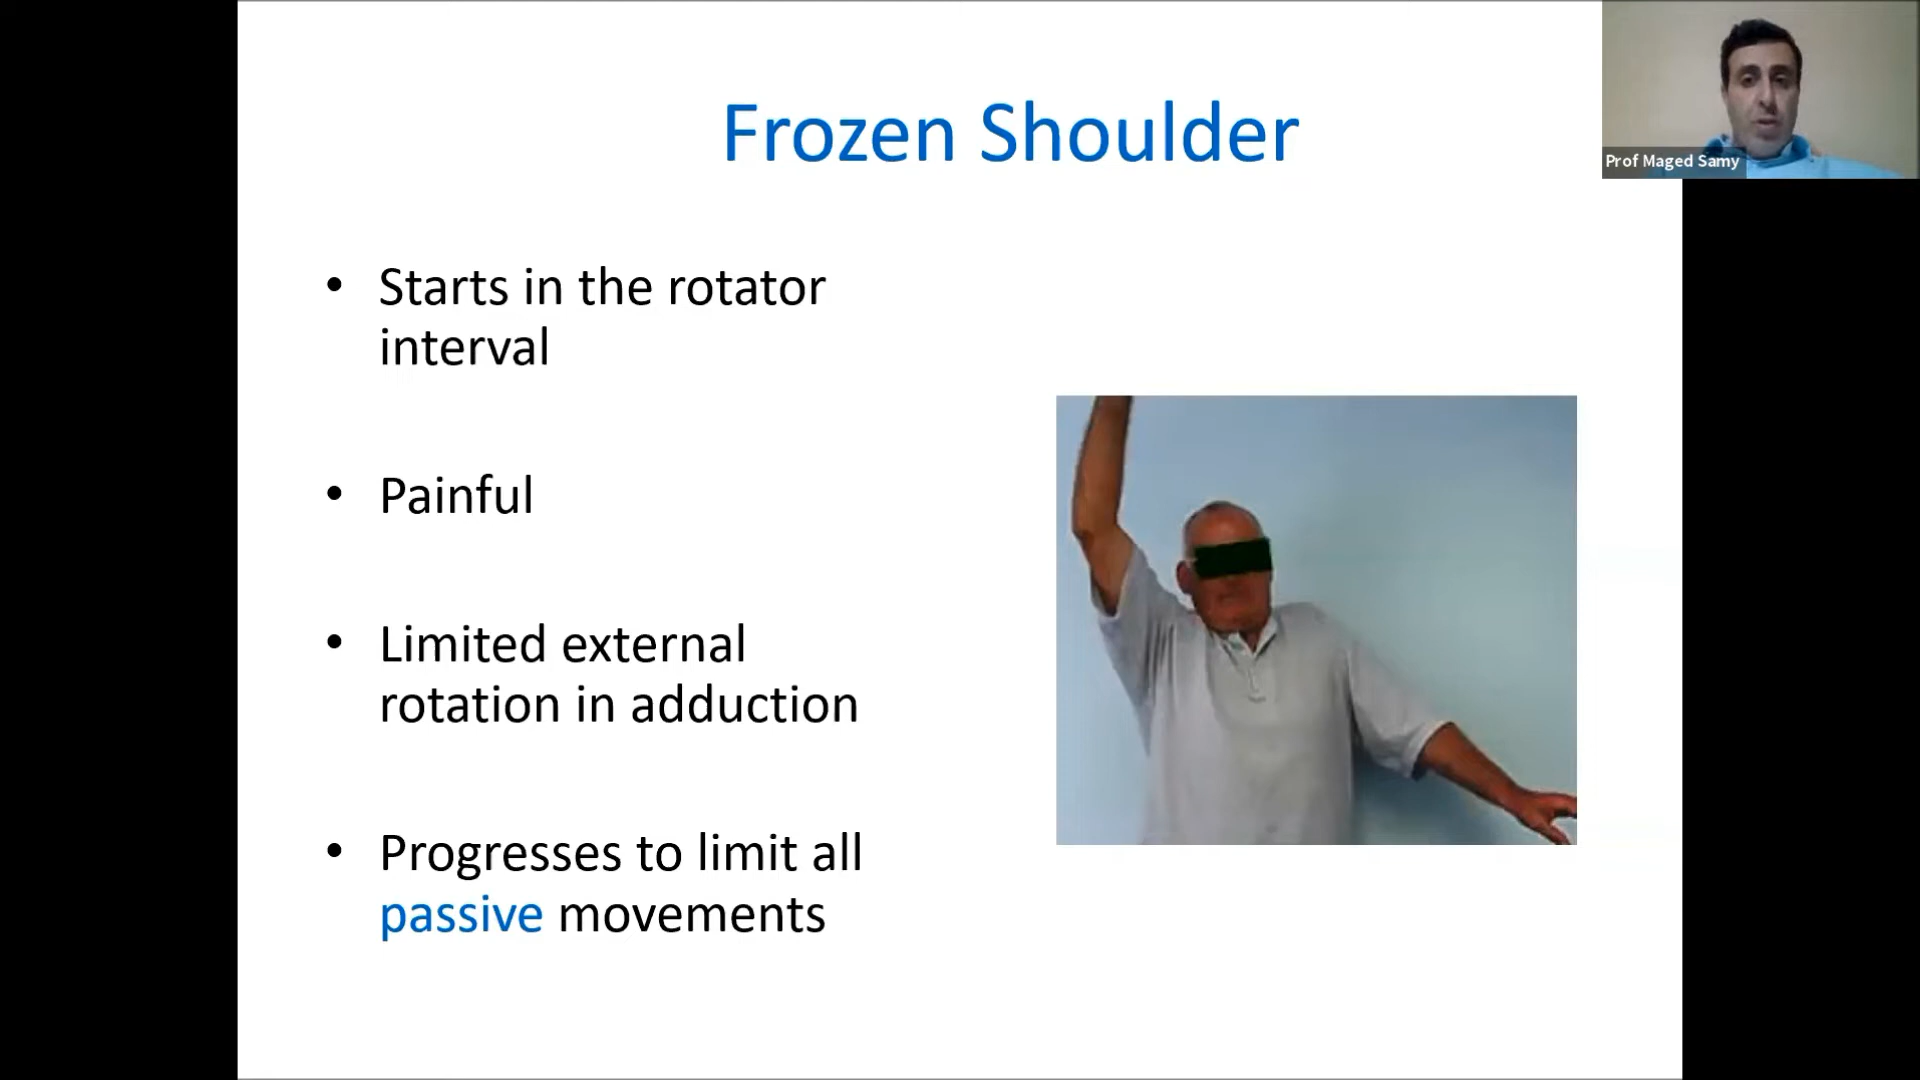 Frozen Shoulder
Prof Maged Samy
• Starts in the rotator
interval
• Painful
• Limited external
rotation in adduction
• Progresses to limit all
passive movements